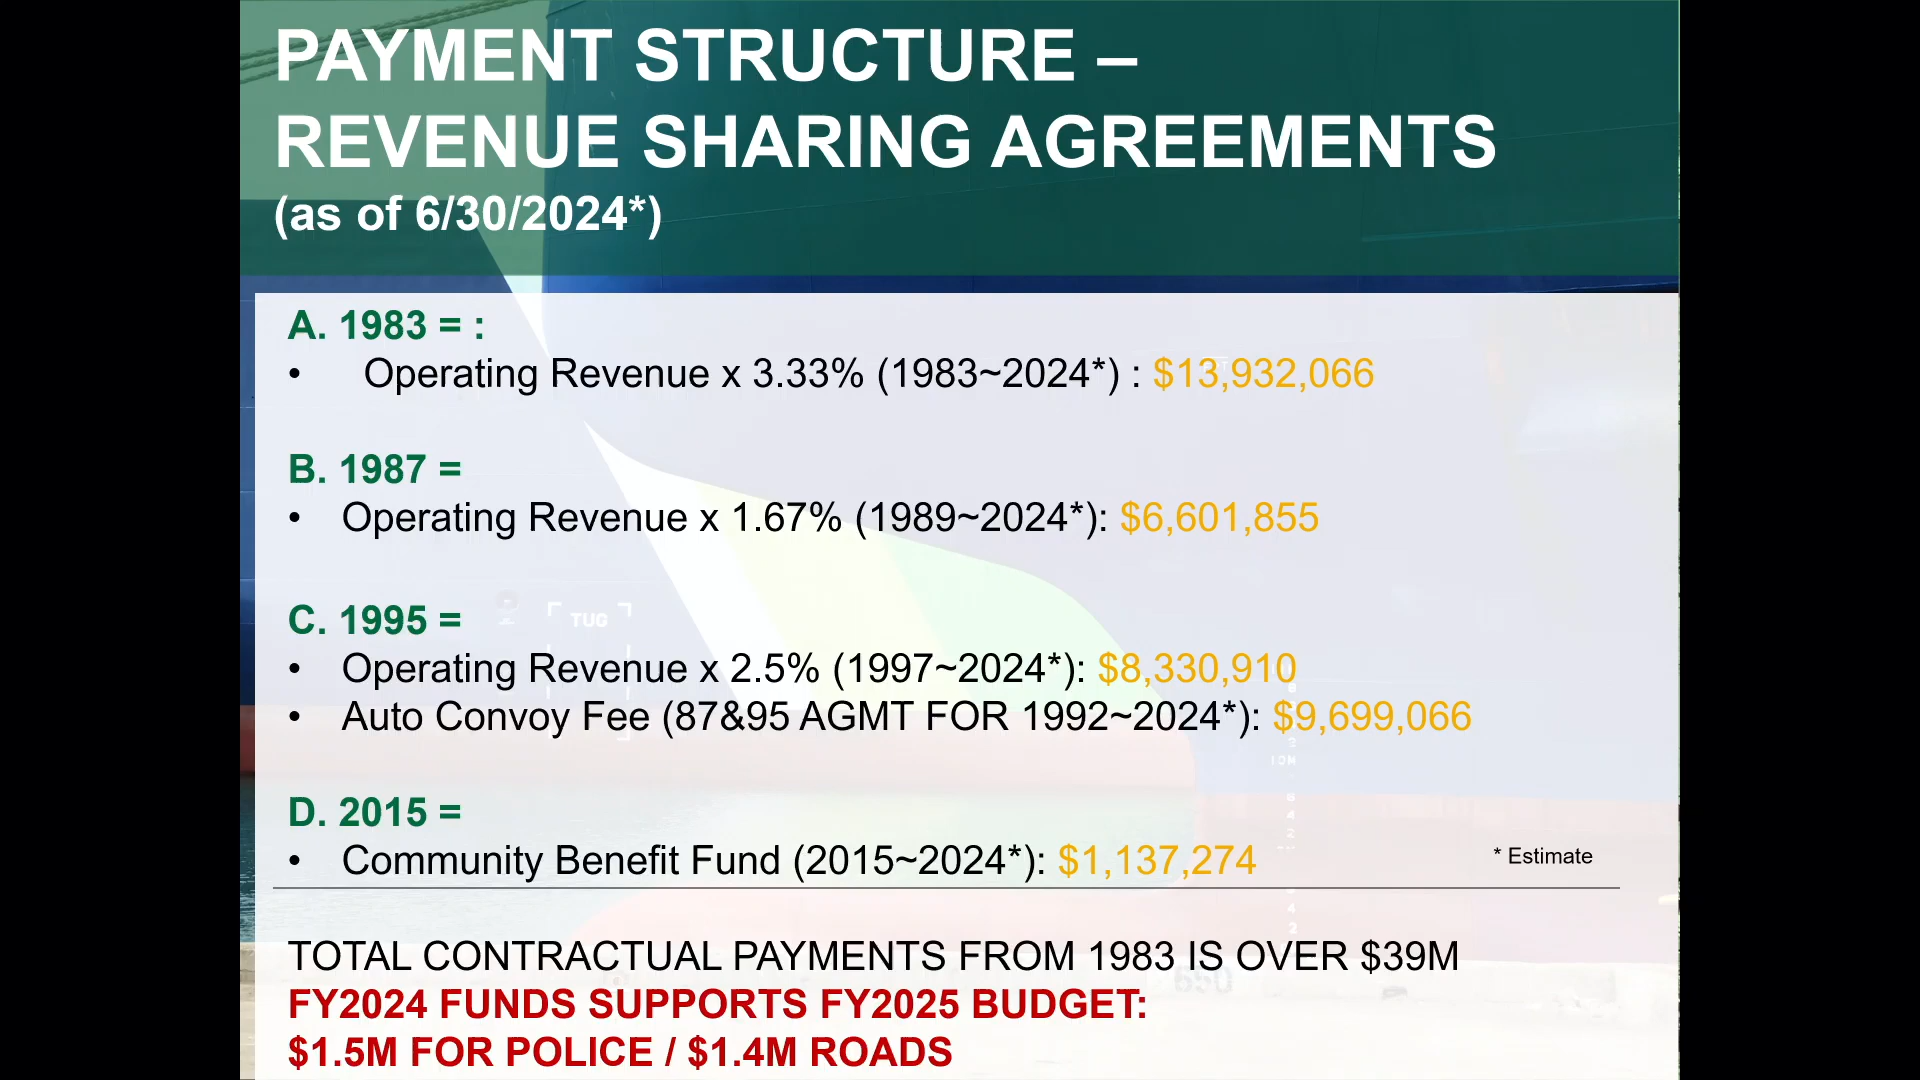 PAYMENT STRUCTURE –
REVENUE SHARING AGREEMENTS
(as of 6/30/2024*)
A. 1983 = :
• Operating Revenue x 3.33% (1983~2024*) : $13,932,066
B. 1987 =
• Operating Revenue x 1.67% (1989~2024*): $6,601,855
C. 1995 =
TUG
• Operating Revenue x 2.5% (1997~2024*): $8,330,910
• Auto Convoy Fee (87&95 AGMT FOR 1992~2024*): $9,699,066
D. 2015 =
• Community Benefit Fund (2015~2024*): $1,137,274
* Estimate
TOTAL CONTRACTUAL PAYMENTS FROM 1983 IS OVER $39M
FY2024 FUNDS SUPPORTS FY2025 BUDGET:
$1.5M FOR POLICE / $1.4M ROADS